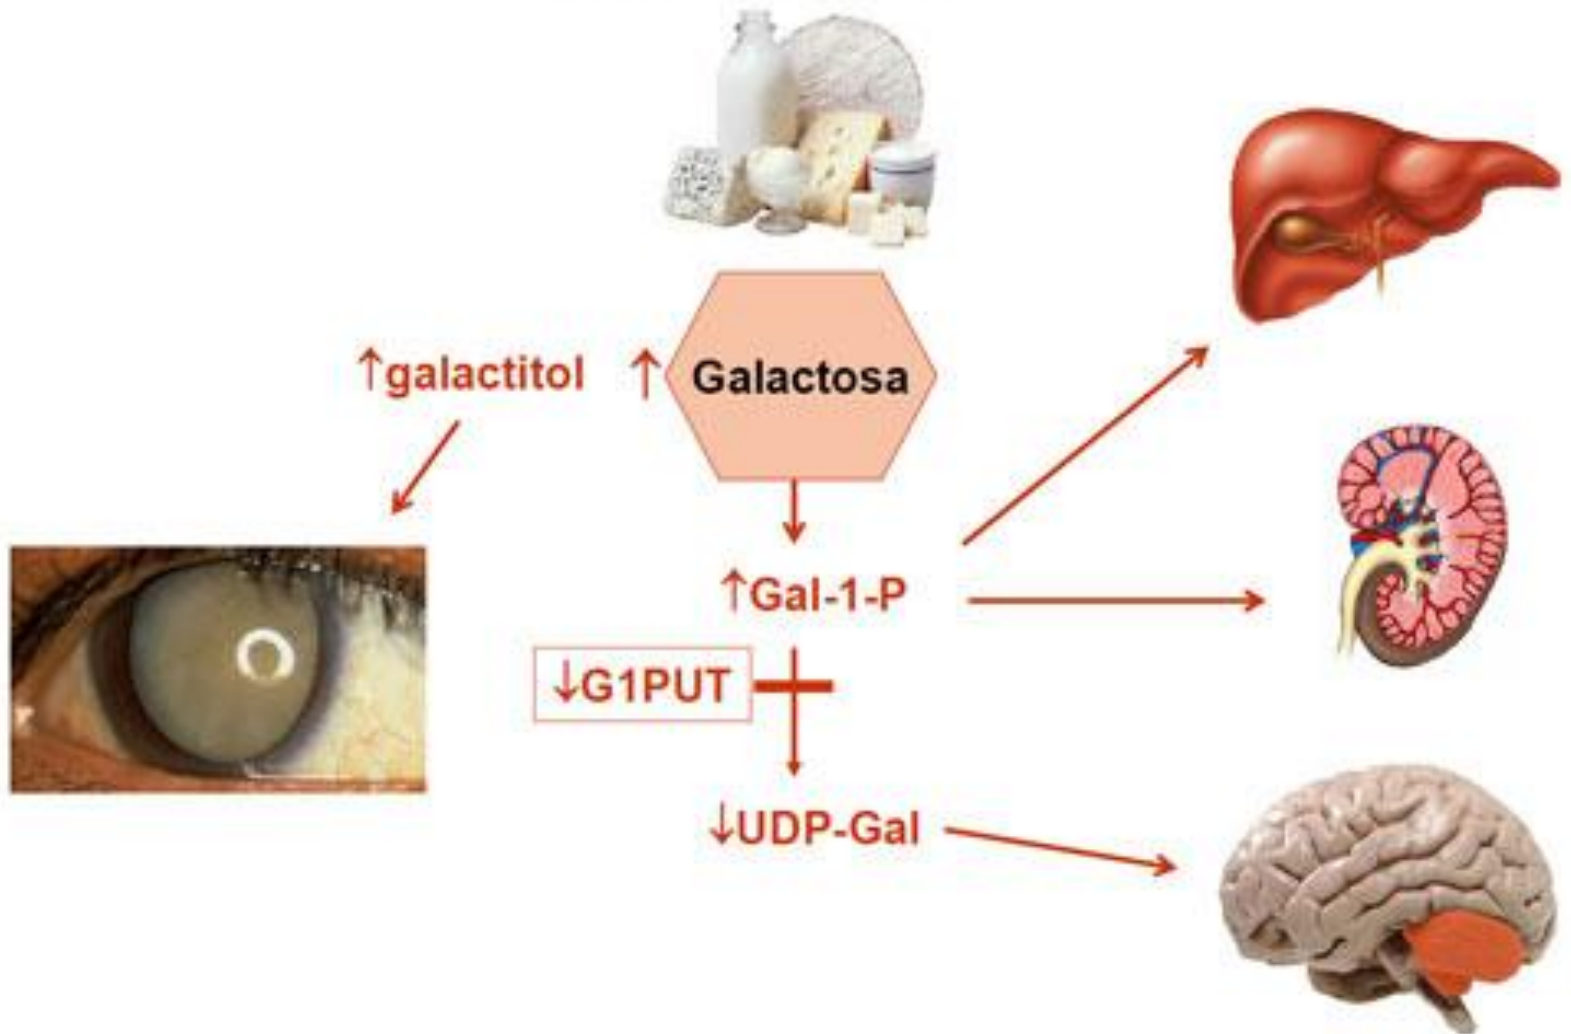 ↑galactitol ↑ Galactosa
↑Gal-1-P
↓G1PUT
↓UDP-Gal